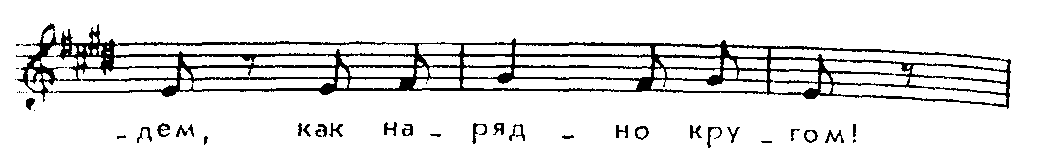 -дем, как на - ряд - но кру - гом!